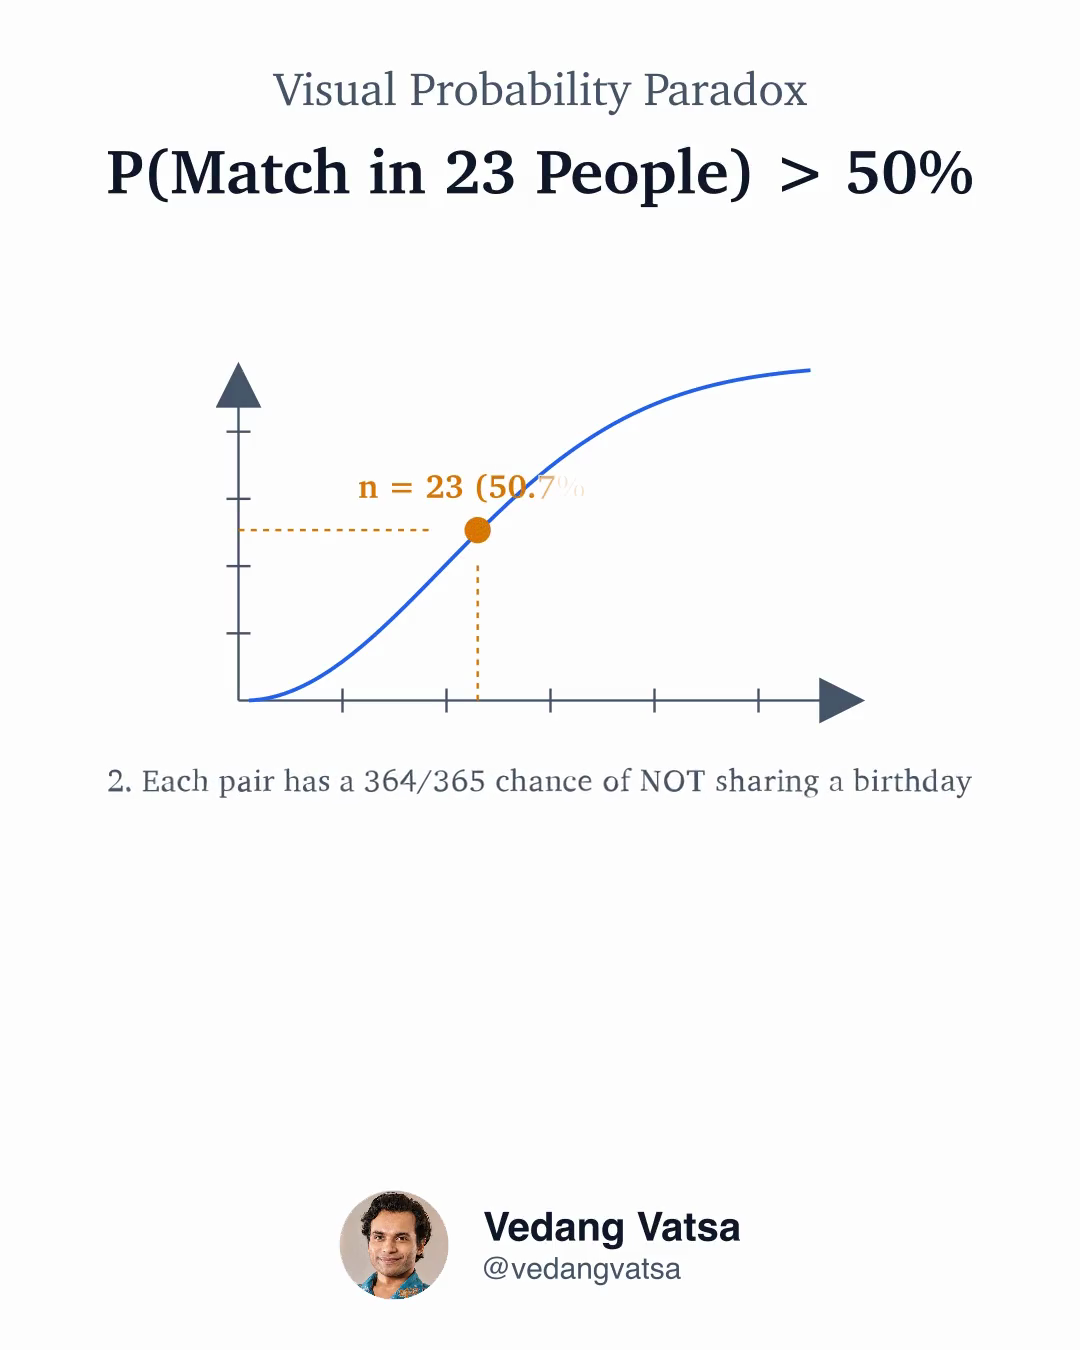 Visual Probability Paradox
P(Match in 23 People) > 50%
n = 23 (50.7%
2. Each pair has a 364/365 chance of NOT sharing a birthday
Vedang Vatsa
@vedangvatsa